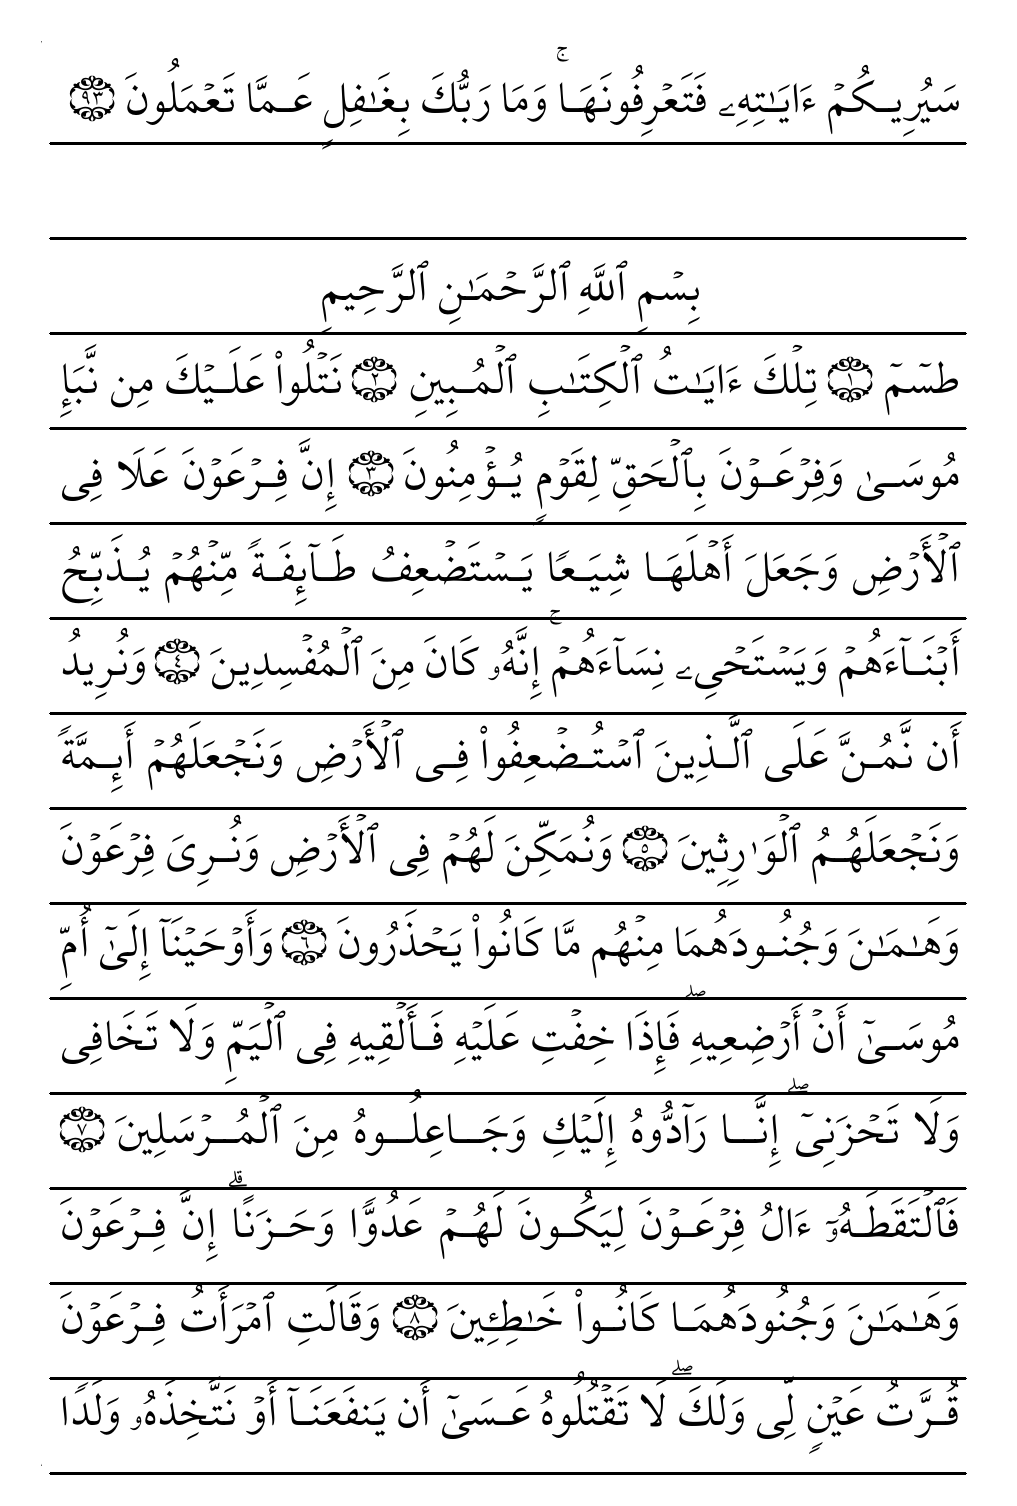 سَيُرِيكُمْ ءَايَـٰتِهِۦ فَتَعْرِفُونَهَا ۚ وَمَا رَبُّكَ بِغَـٰفِلٍ عَمَّا تَعْمَلُونَ ﴿٩٣﴾
بِسْمِ ٱللَّهِ ٱلرَّحْمَـٰنِ ٱلرَّحِيمِ
طسٓمٓ ﴿١﴾ تِلْكَ ءَايَـٰتُ ٱلْكِتَـٰبِ ٱلْمُبِينِ ﴿٢﴾ نَتْلُوا۟ عَلَيْكَ مِن نَّبَإِ
مُوسَىٰ وَفِرْعَوْنَ بِٱلْحَقِّ لِقَوْمٍ يُؤْمِنُونَ ﴿٣﴾ إِنَّ فِرْعَوْنَ عَلَا فِى
ٱلْأَرْضِ وَجَعَلَ أَهْلَهَا شِيَعًا يَسْتَضْعِفُ طَآئِفَةً مِّنْهُمْ يُذَبِّحُ
أَبْنَآءَهُمْ وَيَسْتَحْىِۦ نِسَآءَهُمْ ۚ إِنَّهُۥ كَانَ مِنَ ٱلْمُفْسِدِينَ ﴿٤﴾ وَنُرِيدُ
أَن نَّمُنَّ عَلَى ٱلَّذِينَ ٱسْتُضْعِفُوا۟ فِى ٱلْأَرْضِ وَنَجْعَلَهُمْ أَئِمَّةً
وَنَجْعَلَهُمُ ٱلْوَٰرِثِينَ ﴿٥﴾ وَنُمَكِّنَ لَهُمْ فِى ٱلْأَرْضِ وَنُرِىَ فِرْعَوْنَ
وَهَـٰمَـٰنَ وَجُنُودَهُمَا مِنْهُم مَّا كَانُوا۟ يَحْذَرُونَ ﴿٦﴾ وَأَوْحَيْنَآ إِلَىٰٓ أُمِّ
مُوسَىٰٓ أَنْ أَرْضِعِيهِ ۖ فَإِذَا خِفْتِ عَلَيْهِ فَأَلْقِيهِ فِى ٱلْيَمِّ وَلَا تَخَافِى
وَلَا تَحْزَنِىٓ ۖ إِنَّا رَآدُّوهُ إِلَيْكِ وَجَاعِلُوهُ مِنَ ٱلْمُرْسَلِينَ ﴿٧﴾
فَٱلْتَقَطَهُۥٓ ءَالُ فِرْعَوْنَ لِيَكُونَ لَهُمْ عَدُوًّا وَحَزَنًا ۗ إِنَّ فِرْعَوْنَ
وَهَـٰمَـٰنَ وَجُنُودَهُمَا كَانُوا۟ خَـٰطِـِٔينَ ﴿٨﴾ وَقَالَتِ ٱمْرَأَتُ فِرْعَوْنَ
قُرَّتُ عَيْنٍ لِّى وَلَكَ ۖ لَا تَقْتُلُوهُ عَسَىٰٓ أَن يَنفَعَنَآ أَوْ نَتَّخِذَهُۥ وَلَدًا